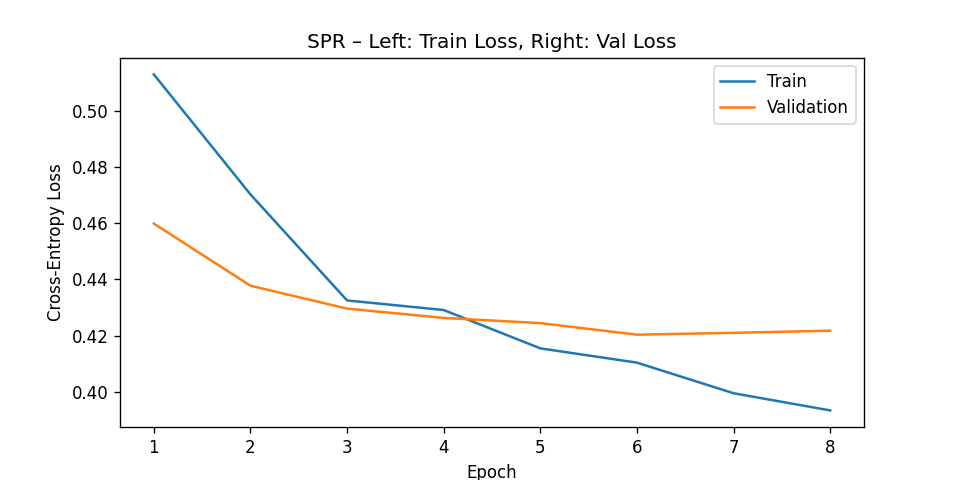 SPR – Left: Train Loss, Right: Val Loss
Train
Validation
Cross-Entropy Loss
0.50
0.48
0.46
0.44
0.42
0.40
1 2 3 4 5 6 7 8
Epoch